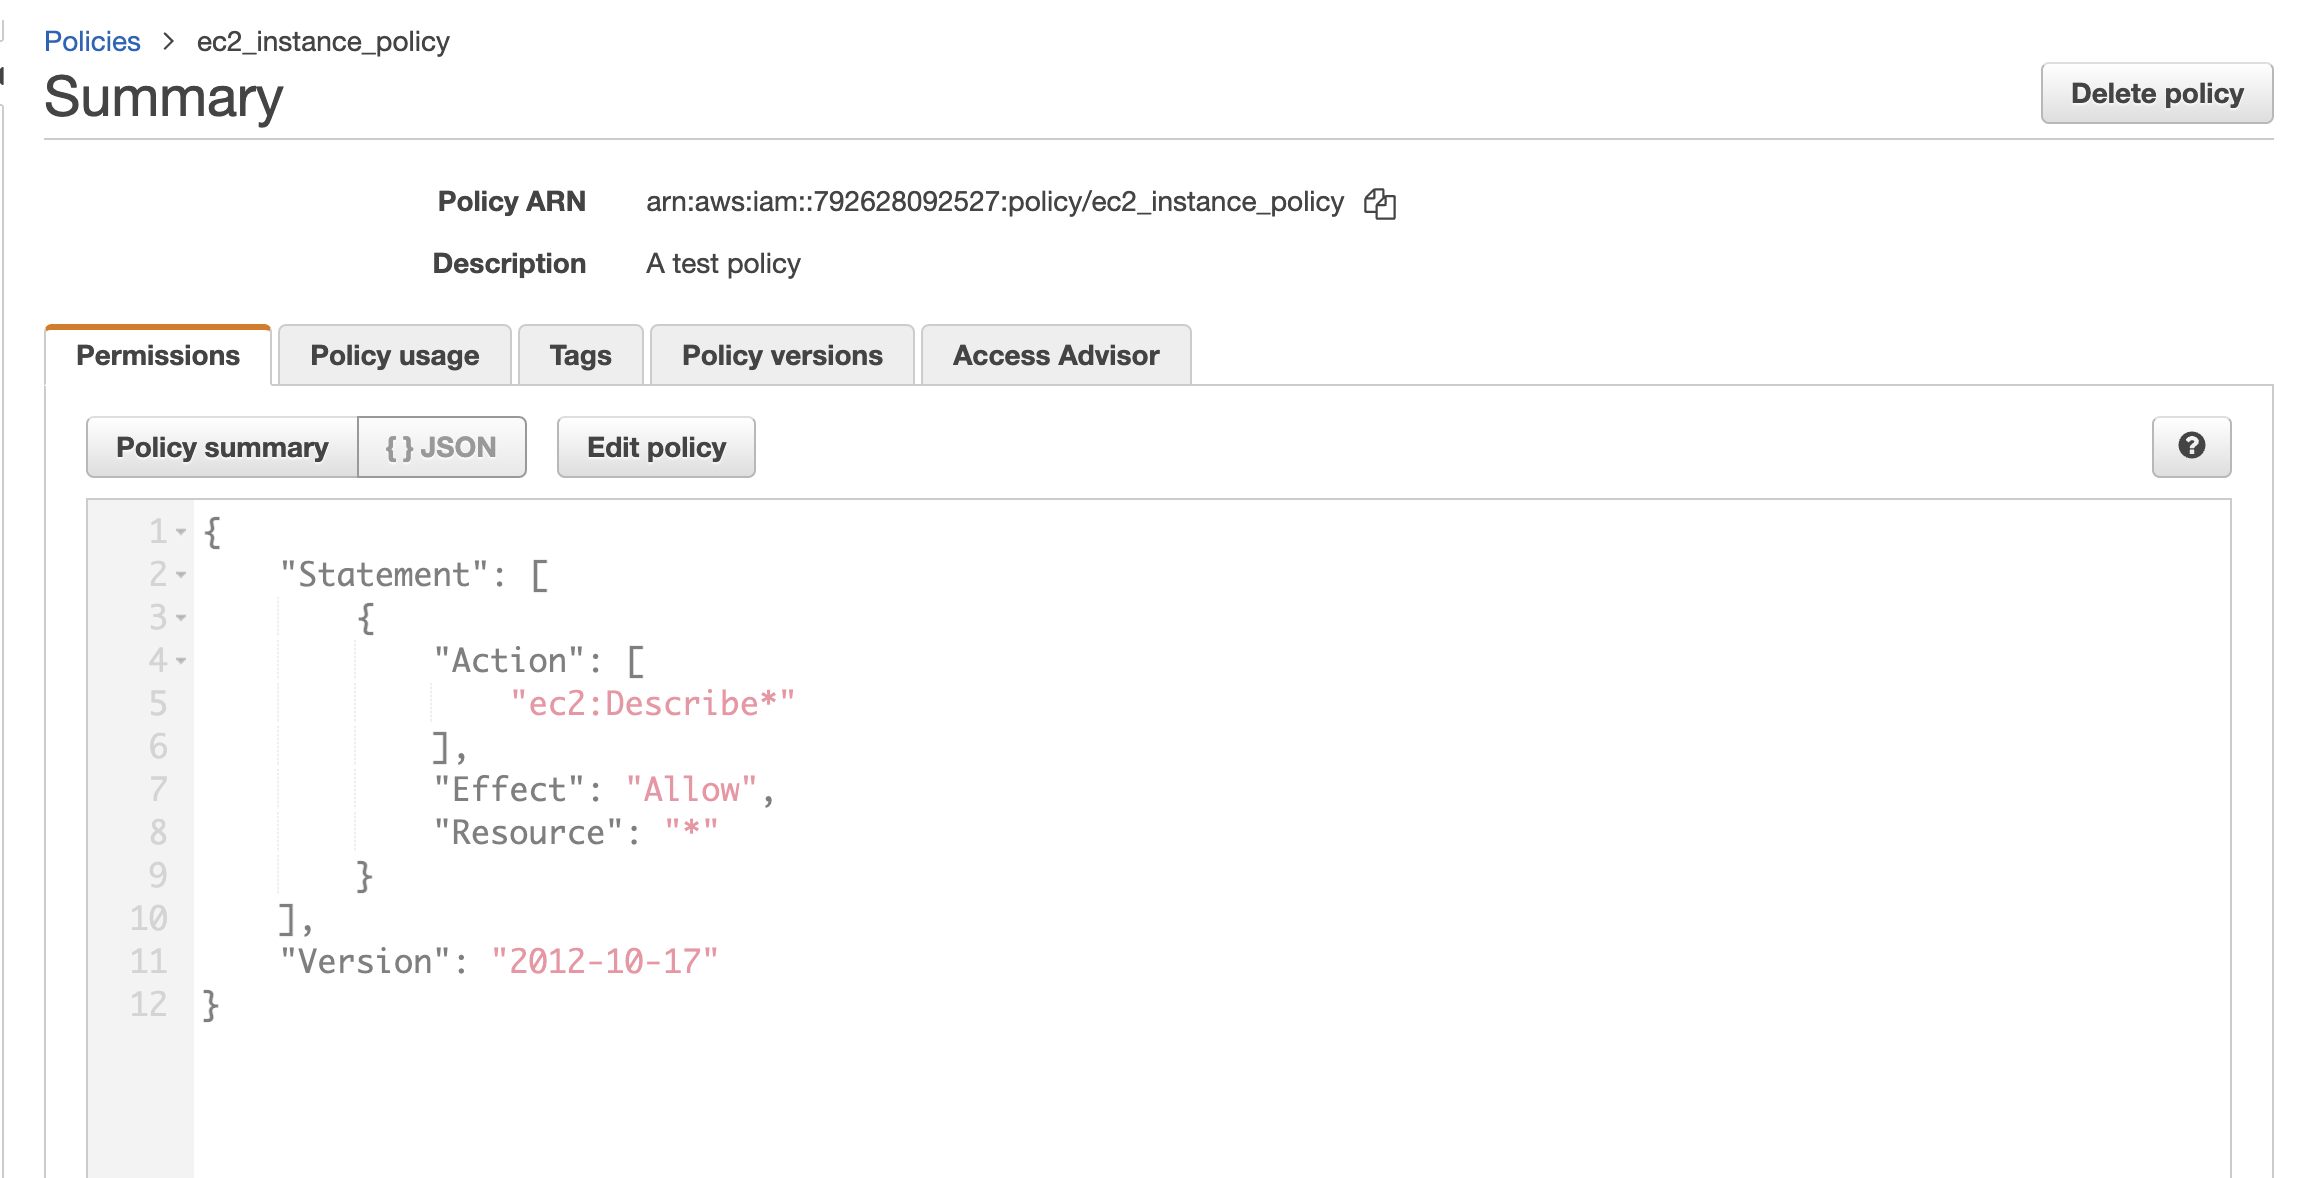 Policies > ec2_instance_policy
Summary
Delete policy
Policy ARN arn:aws:iam::792628092527:policy/ec2_instance_policy
Description A test policy
Permissions Policy usage Tags Policy versions Access Advisor
Policy summary {} JSON Edit policy ?
1 {
2     "Statement": [
3         {
4             "Action": [
5                 "ec2:Describe*"
6             ],
7             "Effect": "Allow",
8             "Resource": "*"
9         }
10     ],
11     "Version": "2012-10-17"
12 }